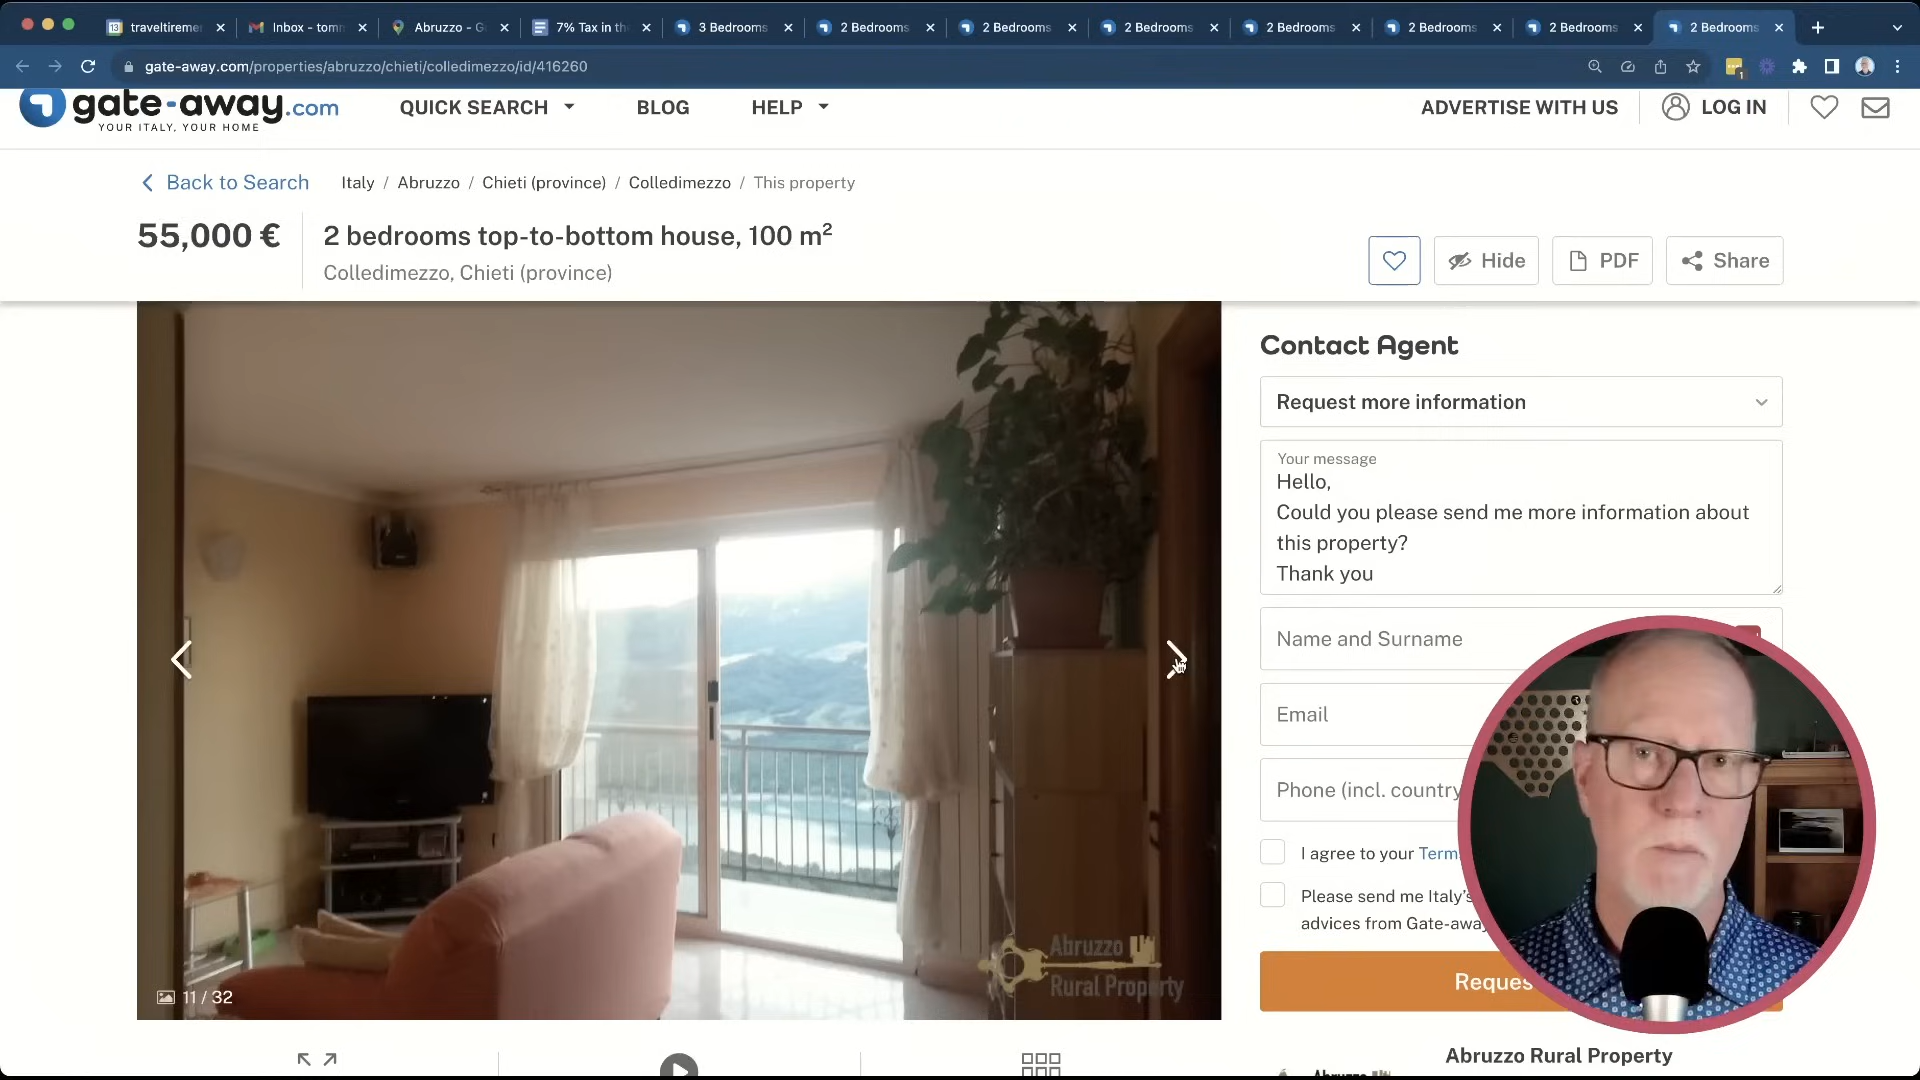 traveltireme
Inbox - tom
Abruzzo - G
7% Tax in th
3 Bedrooms
2 Bedrooms
2 Bedrooms
2 Bedrooms
2 Bedrooms
2 Bedrooms
2 Bedrooms
2 Bedrooms
gate-away.com/properties/abruzzo/chieti/colledimezzo/id/416260
gate-away.com
YOUR ITALY, YOUR HOME
QUICK SEARCH
BLOG
HELP
ADVERTISE WITH US
LOG IN
Back to Search
Italy / Abruzzo / Chieti (province) / Colledimezzo / This property
55,000 €
2 bedrooms top-to-bottom house, 100 m²
Colledimezzo, Chieti (province)
Hide
PDF
Share
Contact Agent
Request more information
Your message
Hello,
Could you please send me more information about
this property?
Thank you
Name and Surname
Email
Phone (incl. country
I agree to your Term
Please send me Italy's
advices from Gate-away
Reques
Abruzzo
Rural Property
11 / 32
Abruzzo Rural Property